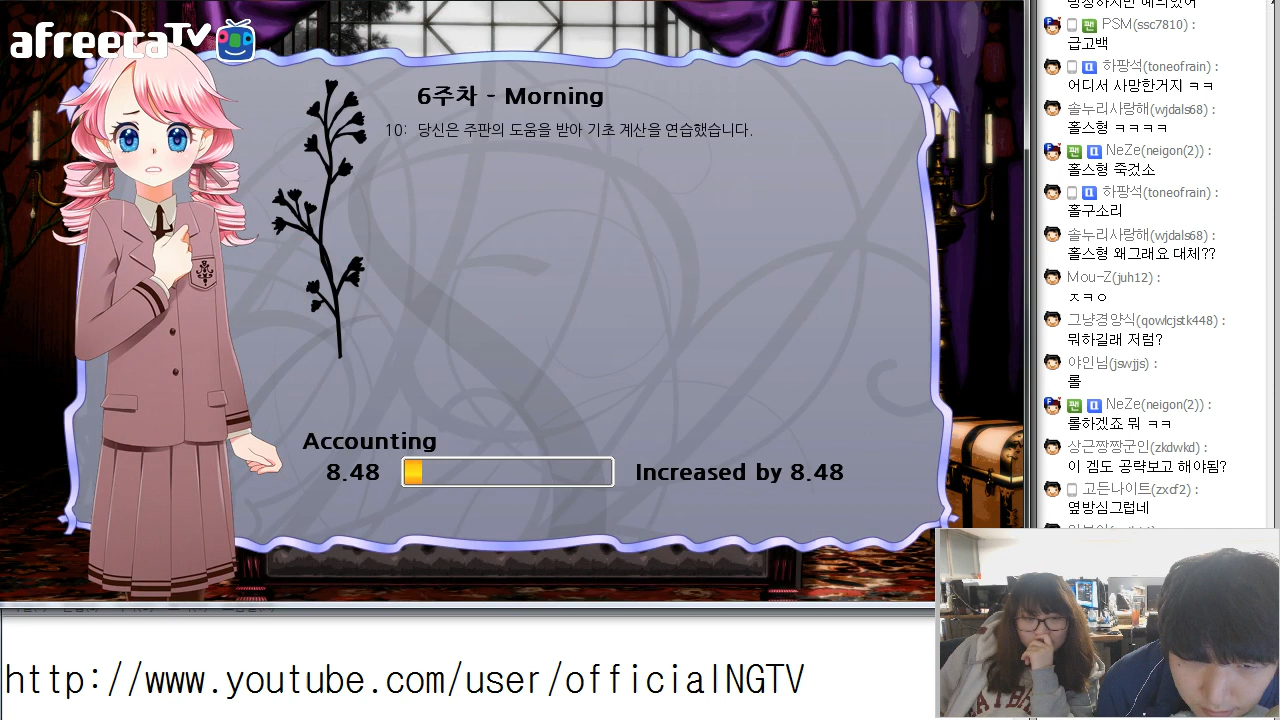 afreecaTV
6주차 - Morning
10: 당신은 주판의 도움을 받아 기초 계산을 연습했습니다.
Accounting
8.48
Increased by 8.48
http://www.youtube.com/user/officialNGTV
팬 PSM(ssc7810) :
급고백
하팡석(toneofrain) :
어디서 사망한거지 ㅋㅋ
솔누리사랑해(wjdals68) :
홀스형 ㅋㅋㅋㅋ
팬 NeZe(neigon(2)) :
홀스형 죽겄소
하팡석(toneofrain) :
홀구소리
솔누리사랑해(wjdals68) :
홀스형 왜그래요 대체??
Mou-Z(juh12) :
ㅈㅋㅇ
그냥경양식(qowlcjstk448) :
뭐하길래 저럼?
야인님(jswjjs) :
롤
팬 NeZe(neigon(2)) :
롤하겠죠 뭐 ㅋㅋ
상근짱짱군인(zkdwkd) :
이 겜도 공략보고 해야됨?
고든나이트(zxcf2) :
옆방심그럽네